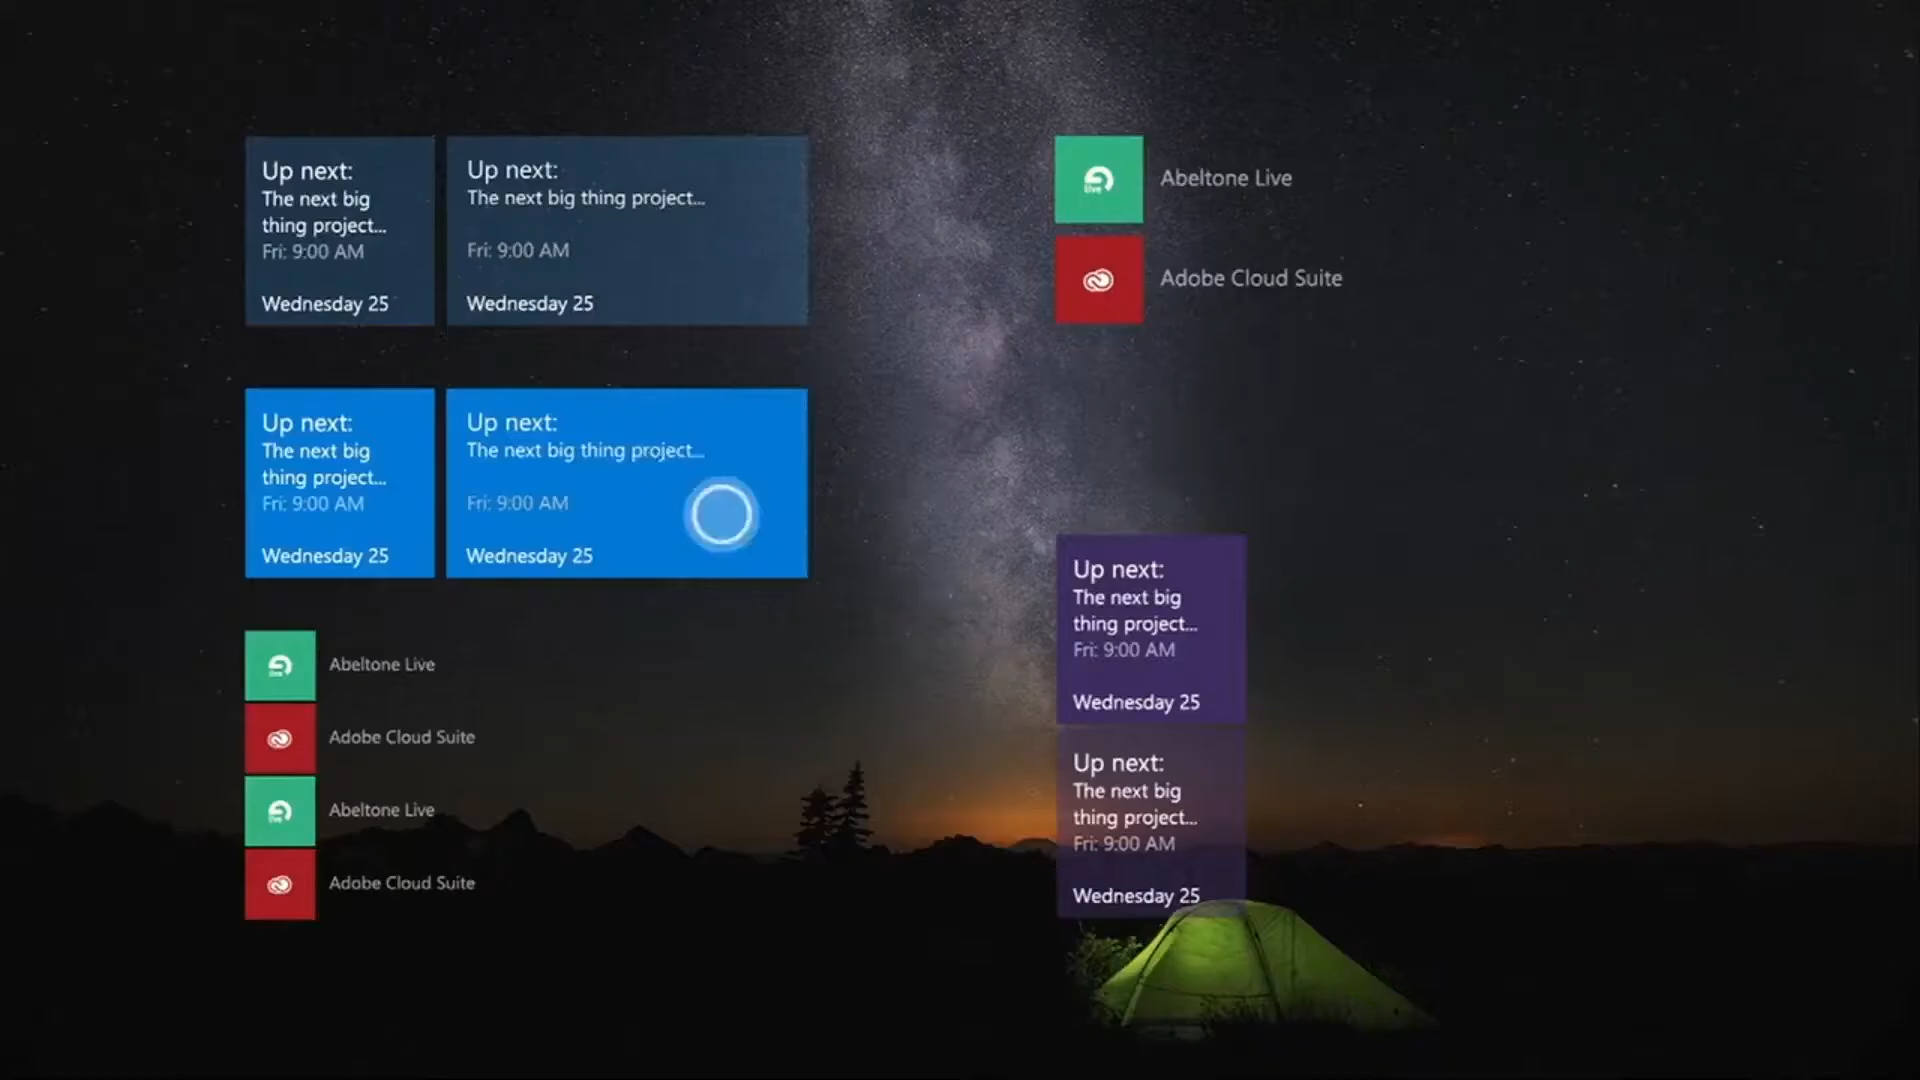 Up next:
The next big
thing project...
Fri: 9:00 AM
Wednesday 25
Up next:
The next big thing project...
Fri: 9:00 AM
Wednesday 25
live
Abeltone Live
Adobe Cloud Suite
Up next:
The next big
thing project...
Fri: 9:00 AM
Wednesday 25
Up next:
The next big thing project...
Fri: 9:00 AM
Wednesday 25
Up next:
The next big
thing project...
Fri: 9:00 AM
Wednesday 25
Up next:
The next big
thing project...
Fri: 9:00 AM
Wednesday 25
live
Abeltone Live
Adobe Cloud Suite
live
Abeltone Live
Adobe Cloud Suite